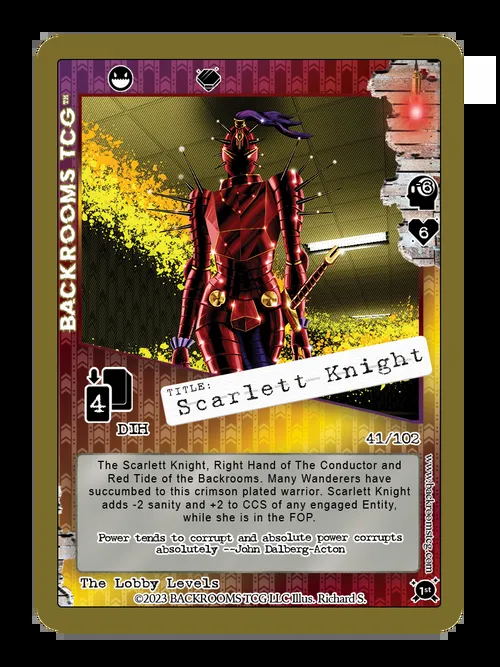 BACKROOMS TCG™
6
6
TITLE:
Scarlett Knight
4
DIH
41/102
The Scarlett Knight, Right Hand of The Conductor and
Red Tide of the Backrooms. Many Wanderers have
succumbed to this crimson plated warrior. Scarlett Knight
adds -2 sanity and +2 to CCS of any engaged Entity,
while she is in the FOP.
Power tends to corrupt and absolute power corrupts
absolutely --John Dalberg-Acton
www.backroomstcg.com
The Lobby Levels
©2023 BACKROOMS TCG LLC Illus. Richard S.
1st